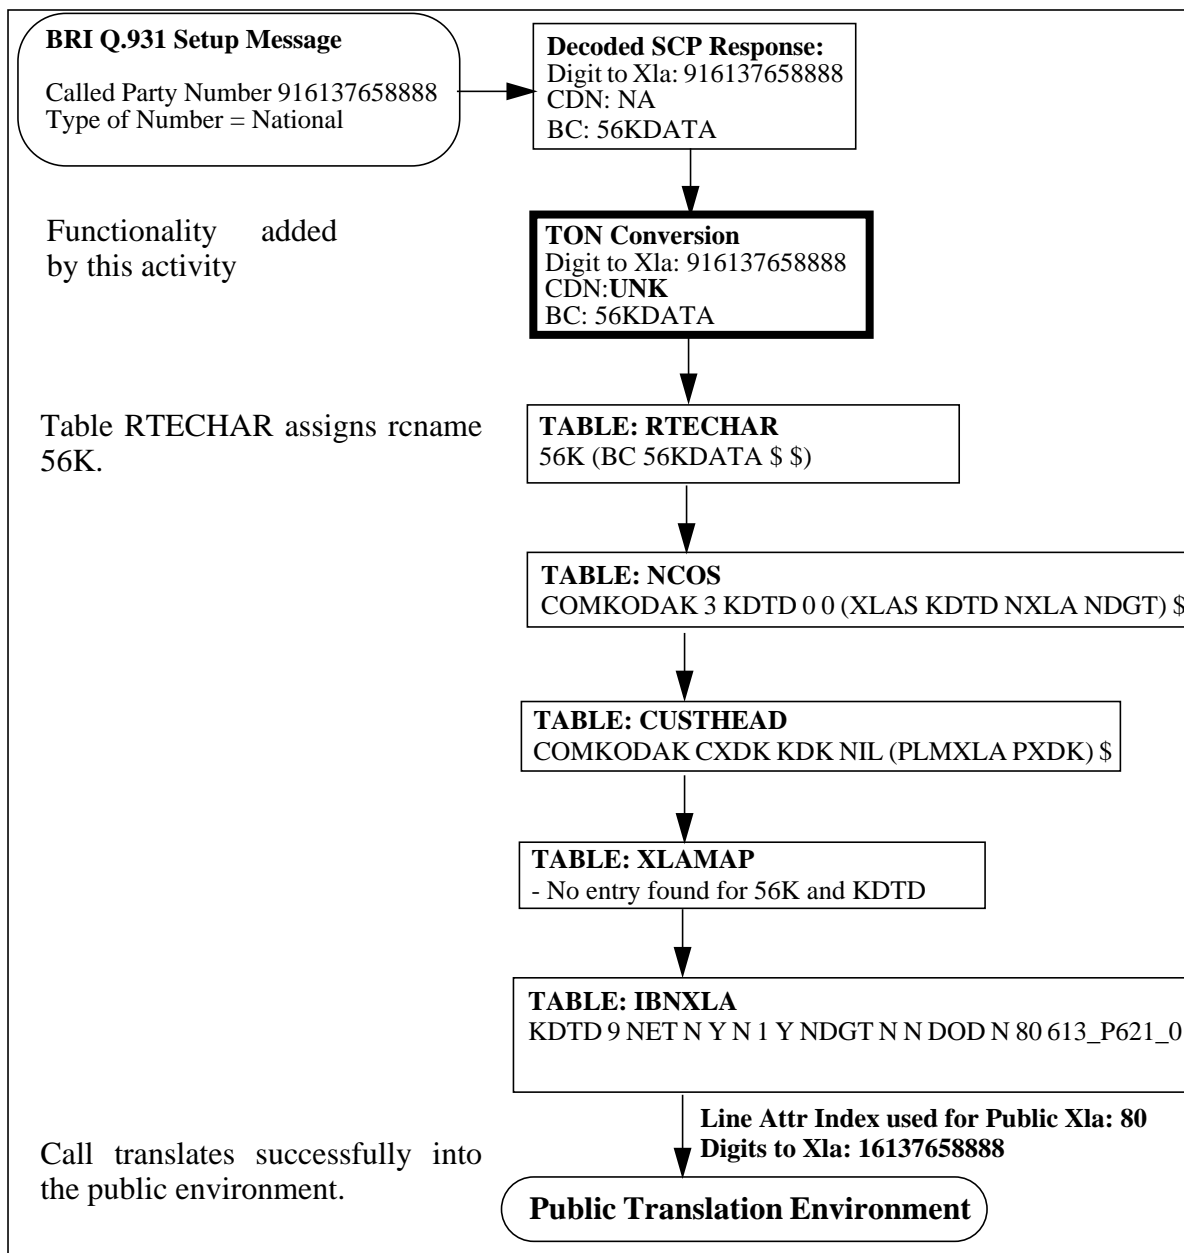 BRI Q.931 Setup Message
Called Party Number 916137658888
Type of Number = National
Decoded SCP Response:
Digit to Xla: 916137658888
CDN: NA
BC: 56KDATA
Functionality added
by this activity
TON Conversion
Digit to Xla: 916137658888
CDN:UNK
BC: 56KDATA
Table RTECHAR assigns rcname
56K.
TABLE: RTECHAR
56K (BC 56KDATA $ $)
TABLE: NCOS
COMKODAK 3 KDTD 0 0 (XLAS KDTD NXLA NDGT) $
TABLE: CUSTHEAD
COMKODAK CXDK KDK NIL (PLMXLA PXDK) $
TABLE: XLAMAP
- No entry found for 56K and KDTD
TABLE: IBNXLA
KDTD 9 NET N Y N 1 Y NDGT N N DOD N 80 613_P621_0
Line Attr Index used for Public Xla: 80
Digits to Xla: 16137658888
Call translates successfully into
the public environment.
Public Translation Environment